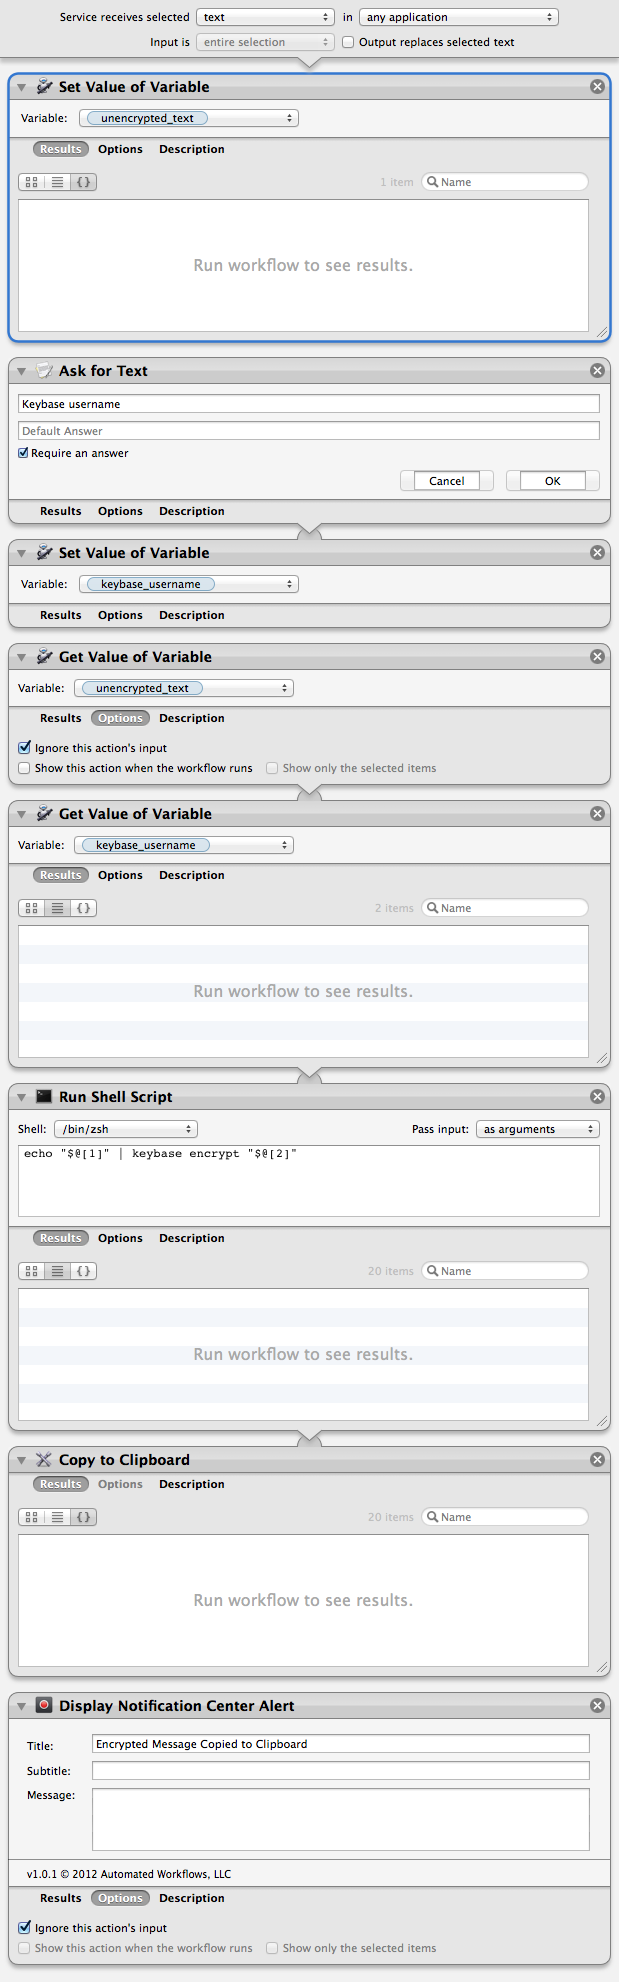 Service receives selected text in any application
Input is entire selection Output replaces selected text
Set Value of Variable
Variable: unencrypted_text
Results Options Description
1 item Name
Run workflow to see results.
Ask for Text
Keybase username
Default Answer
Require an answer
Cancel OK
Results Options Description
Set Value of Variable
Variable: keybase_username
Results Options Description
Get Value of Variable
Variable: unencrypted_text
Results Options Description
Ignore this action's input
Show this action when the workflow runs Show only the selected items
Get Value of Variable
Variable: keybase_username
Results Options Description
2 items Name
Run workflow to see results.
Run Shell Script
Shell: /bin/zsh Pass input: as arguments
echo "$@[1]" | keybase encrypt "$@[2]"
Results Options Description
20 items Name
Run workflow to see results.
Copy to Clipboard
Results Options Description
20 items Name
Run workflow to see results.
Display Notification Center Alert
Title: Encrypted Message Copied to Clipboard
Subtitle:
Message:
v1.0.1 © 2012 Automated Workflows, LLC
Results Options Description
Ignore this action's input
Show this action when the workflow runs Show only the selected items